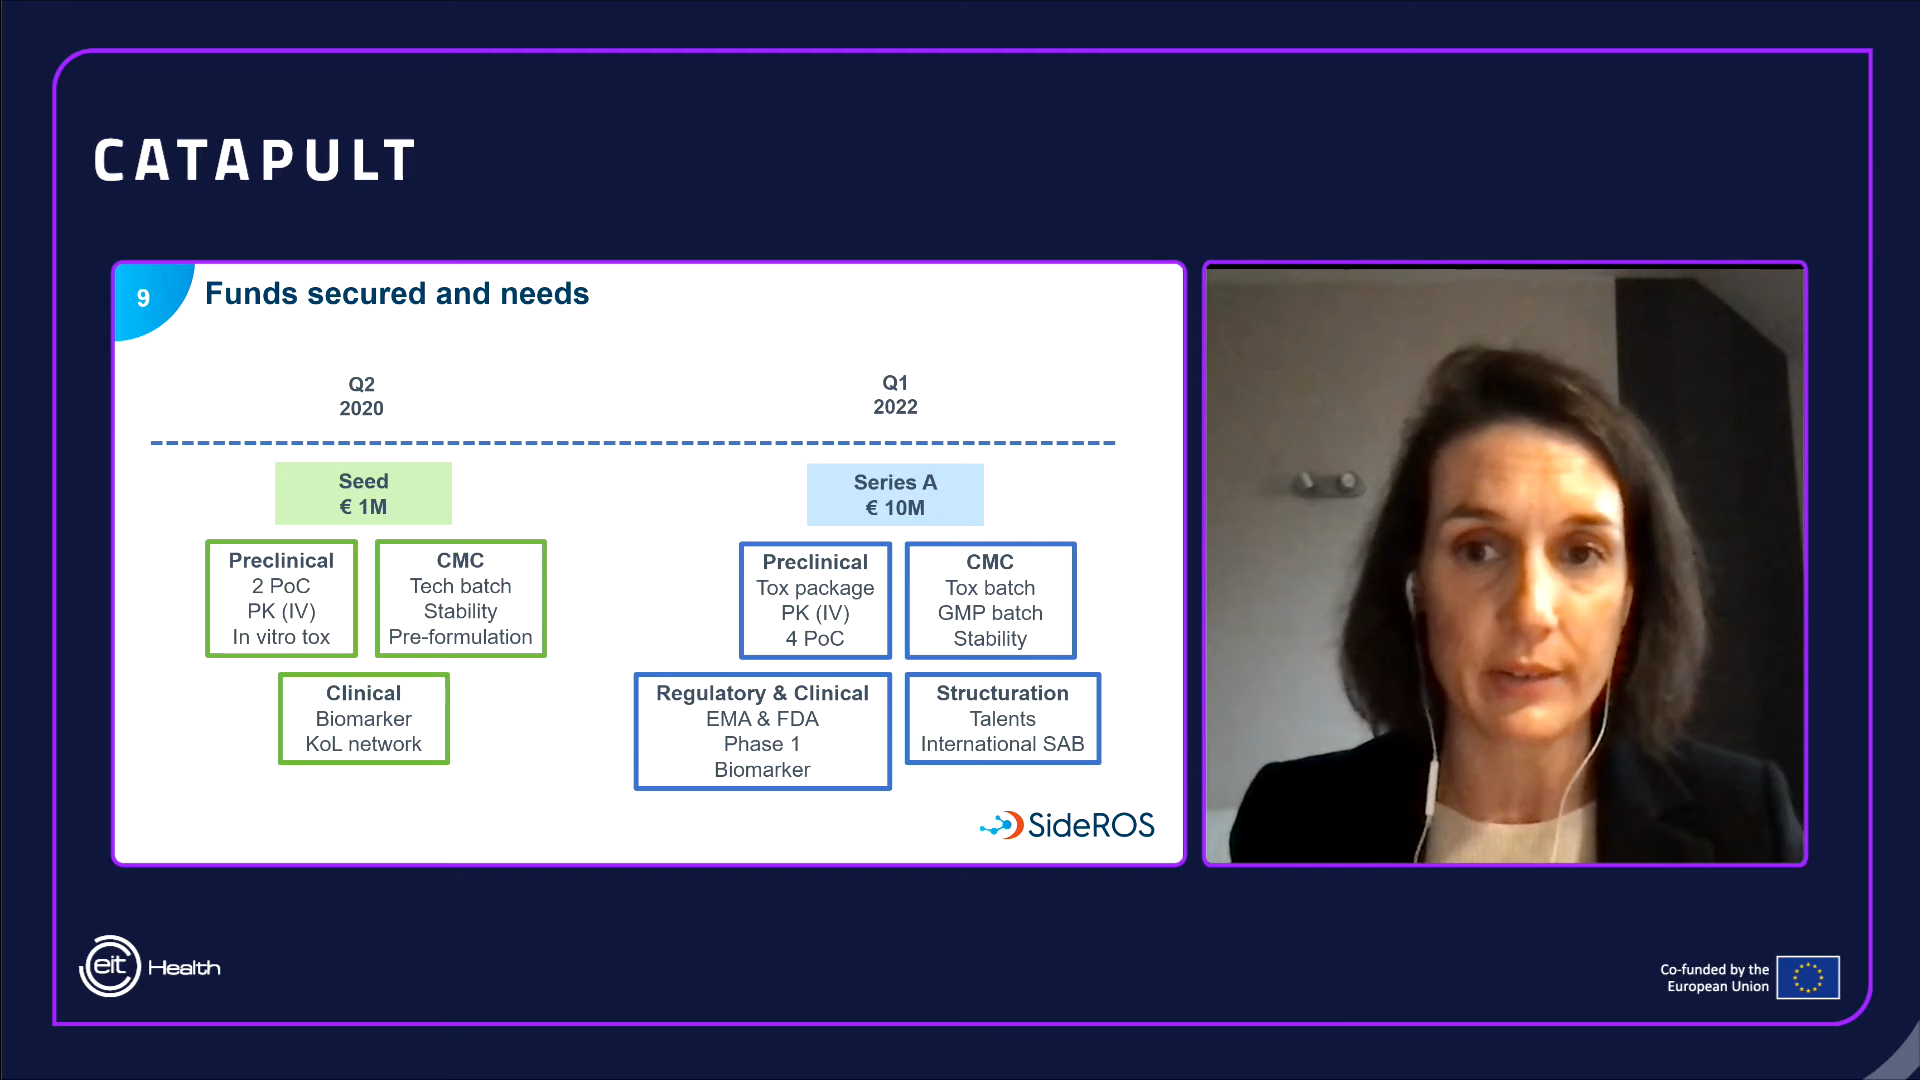 CATAPULT
9
Funds secured and needs
Q2
2020
Q1
2022
Seed
€ 1M
Series A
€ 10M
Preclinical
2 PoC
PK (IV)
In vitro tox
CMC
Tech batch
Stability
Pre-formulation
Clinical
Biomarker
KoL network
Preclinical
Tox package
PK (IV)
4 PoC
CMC
Tox batch
GMP batch
Stability
Regulatory & Clinical
EMA & FDA
Phase 1
Biomarker
Structuration
Talents
International SAB
SideROS
eit Health
Co-funded by the
European Union